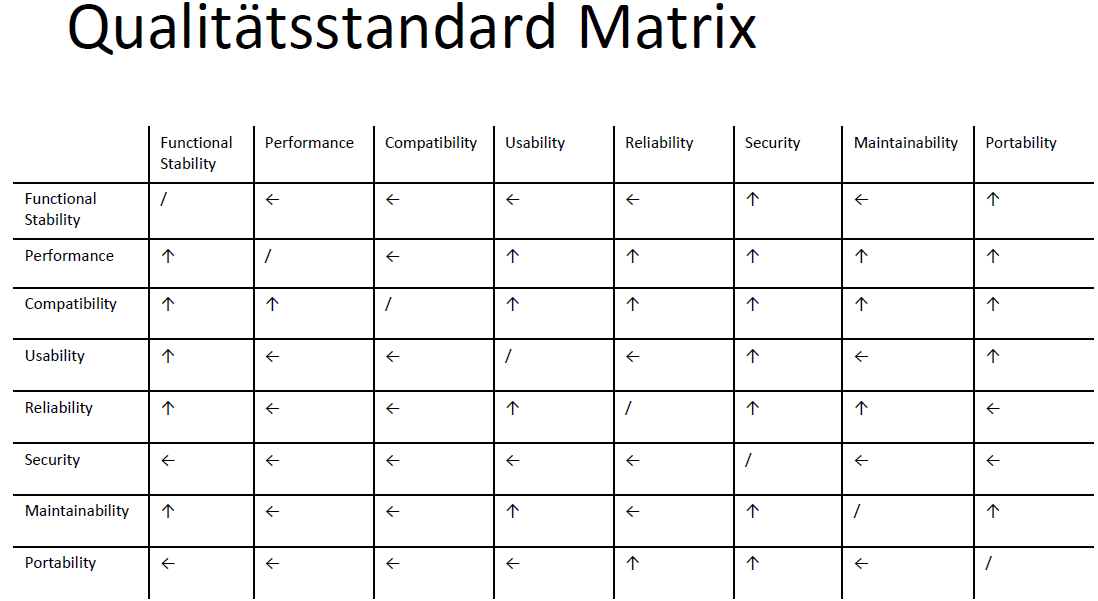 Qualitätsstandard Matrix
Functional Stability Performance Compatibility Usability Reliability Security Maintainability Portability
Functional Stability / ← ← ← ← ↑ ← ↑
Performance ↑ / ← ↑ ↑ ↑ ↑ ↑
Compatibility ↑ ↑ / ↑ ↑ ↑ ↑ ↑
Usability ↑ ← ← / ← ↑ ← ↑
Reliability ↑ ← ← ↑ / ↑ ↑ ←
Security ← ← ← ← ← / ← ←
Maintainability ↑ ← ← ↑ ← ↑ / ↑
Portability ← ← ← ← ↑ ↑ ← /